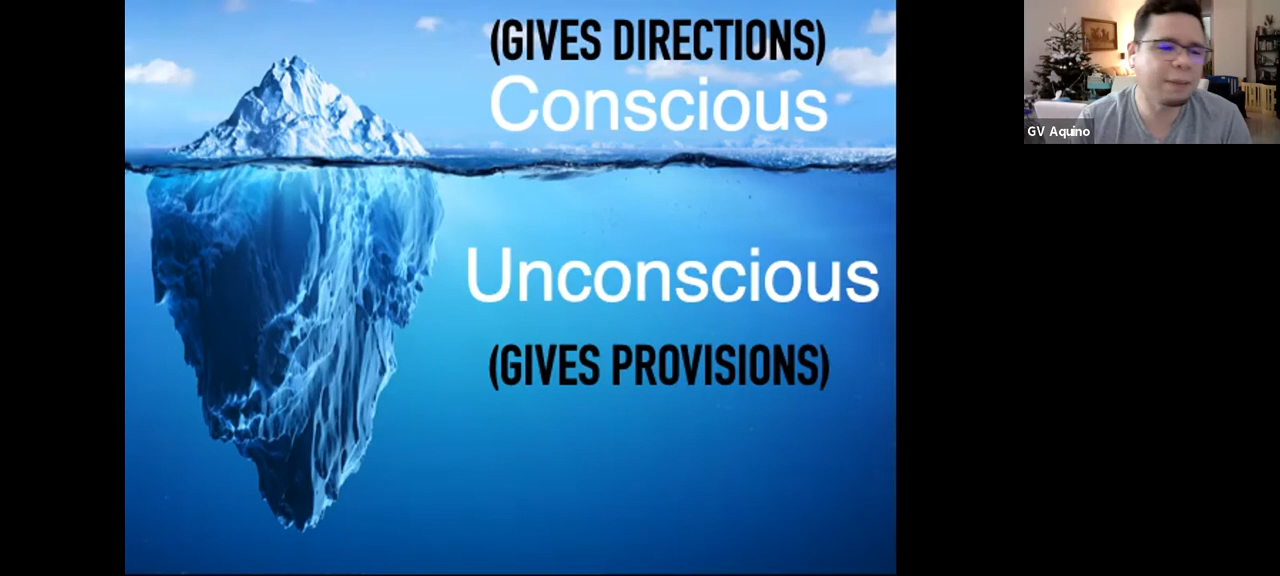 (GIVES DIRECTIONS)
Conscious
Unconscious
(GIVES PROVISIONS)
GV Aquino